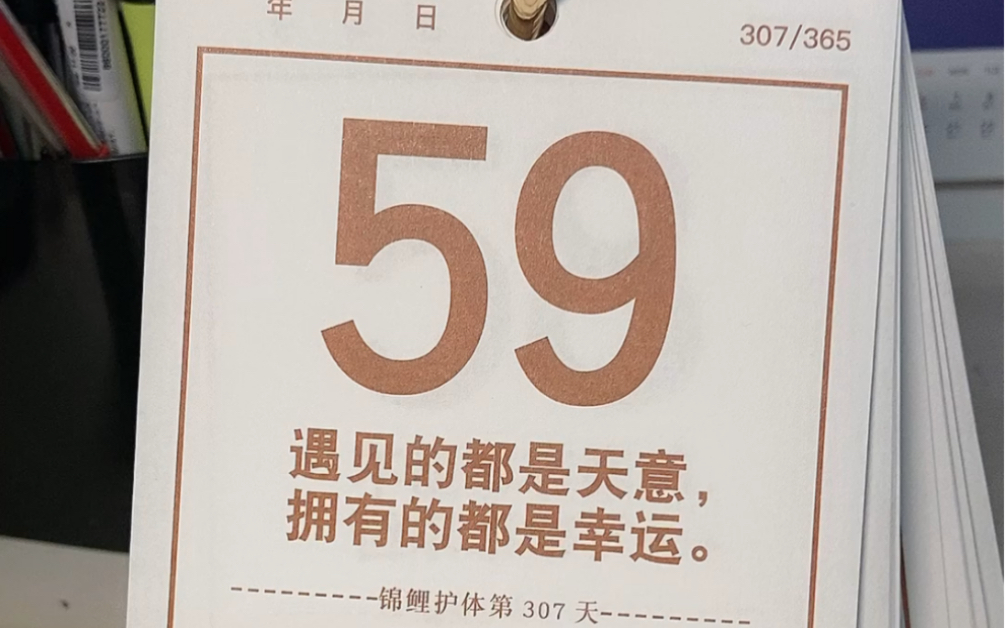 年 月 日
307/365
59
遇见的都是天意，
拥有的都是幸运。
锦鲤护体第 307 天